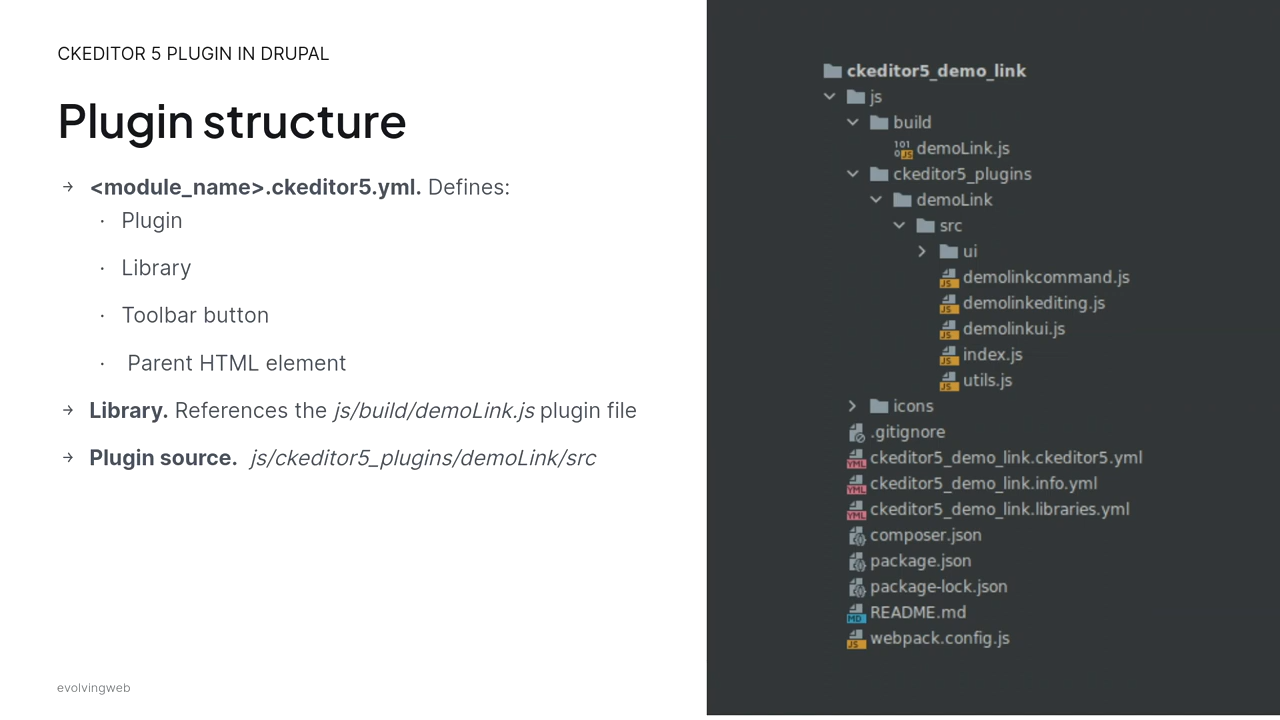 CKEDITOR 5 PLUGIN IN DRUPAL
Plugin structure
→ <module_name>.ckeditor5.yml. Defines:
· Plugin
· Library
· Toolbar button
· Parent HTML element
→ Library. References the js/build/demoLink.js plugin file
→ Plugin source. js/ckeditor5_plugins/demoLink/src
evolvingweb
ckeditor5_demo_link
js
build
demoLink.js
ckeditor5_plugins
demoLink
src
ui
demolinkcommand.js
demolinkediting.js
demolinkui.js
index.js
utils.js
icons
.gitignore
ckeditor5_demo_link.ckeditor5.yml
ckeditor5_demo_link.info.yml
ckeditor5_demo_link.libraries.yml
composer.json
package.json
package-lock.json
README.md
webpack.config.js